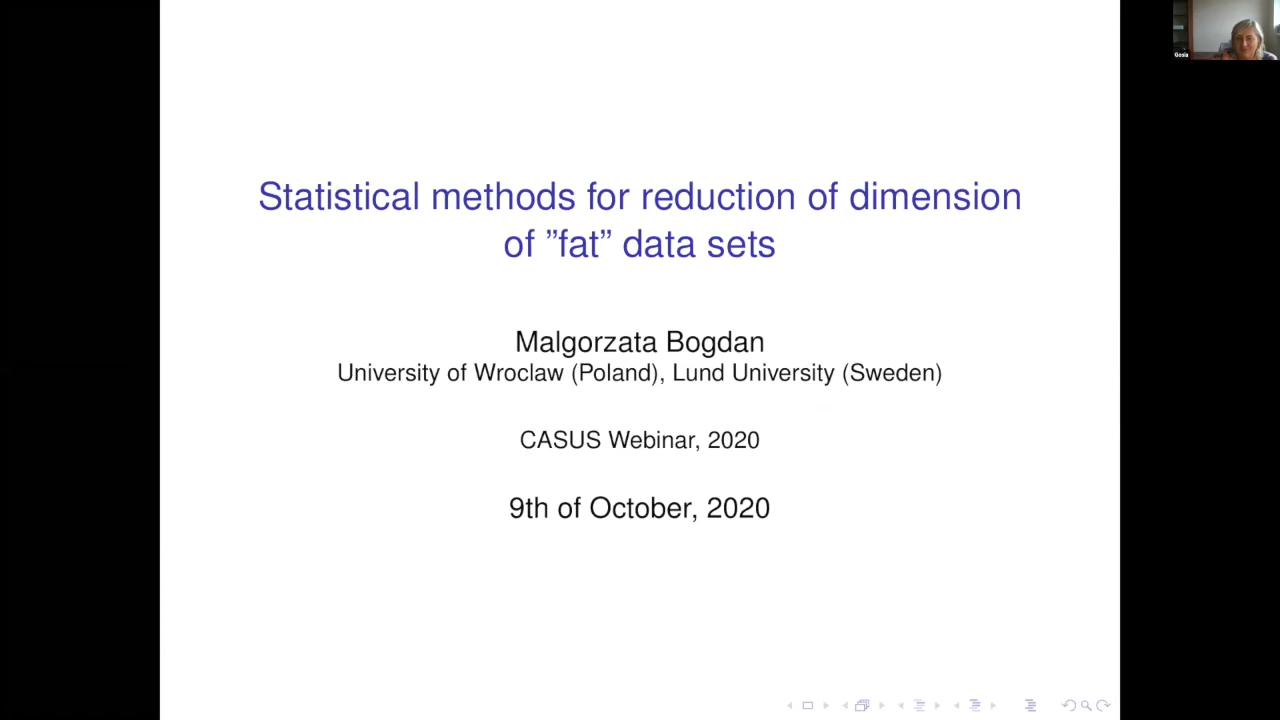 Gosia
Statistical methods for reduction of dimension
of ”fat” data sets
Malgorzata Bogdan
University of Wroclaw (Poland), Lund University (Sweden)
CASUS Webinar, 2020
9th of October, 2020